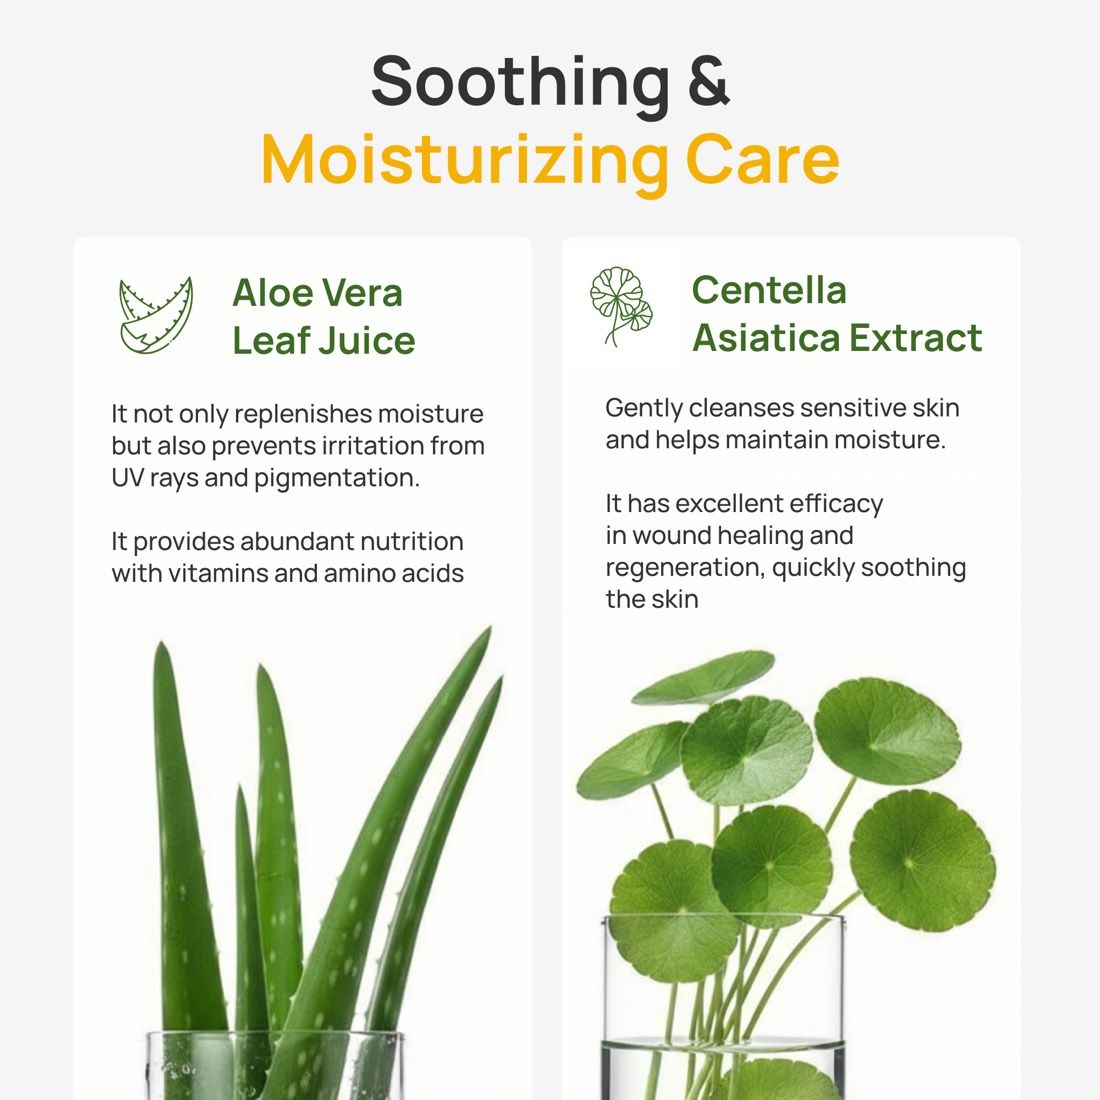 Soothing &
Moisturizing Care
Aloe Vera
Leaf Juice
It not only replenishes moisture
but also prevents irritation from
UV rays and pigmentation.
It provides abundant nutrition
with vitamins and amino acids
Centella
Asiatica Extract
Gently cleanses sensitive skin
and helps maintain moisture.
It has excellent efficacy
in wound healing and
regeneration, quickly soothing
the skin